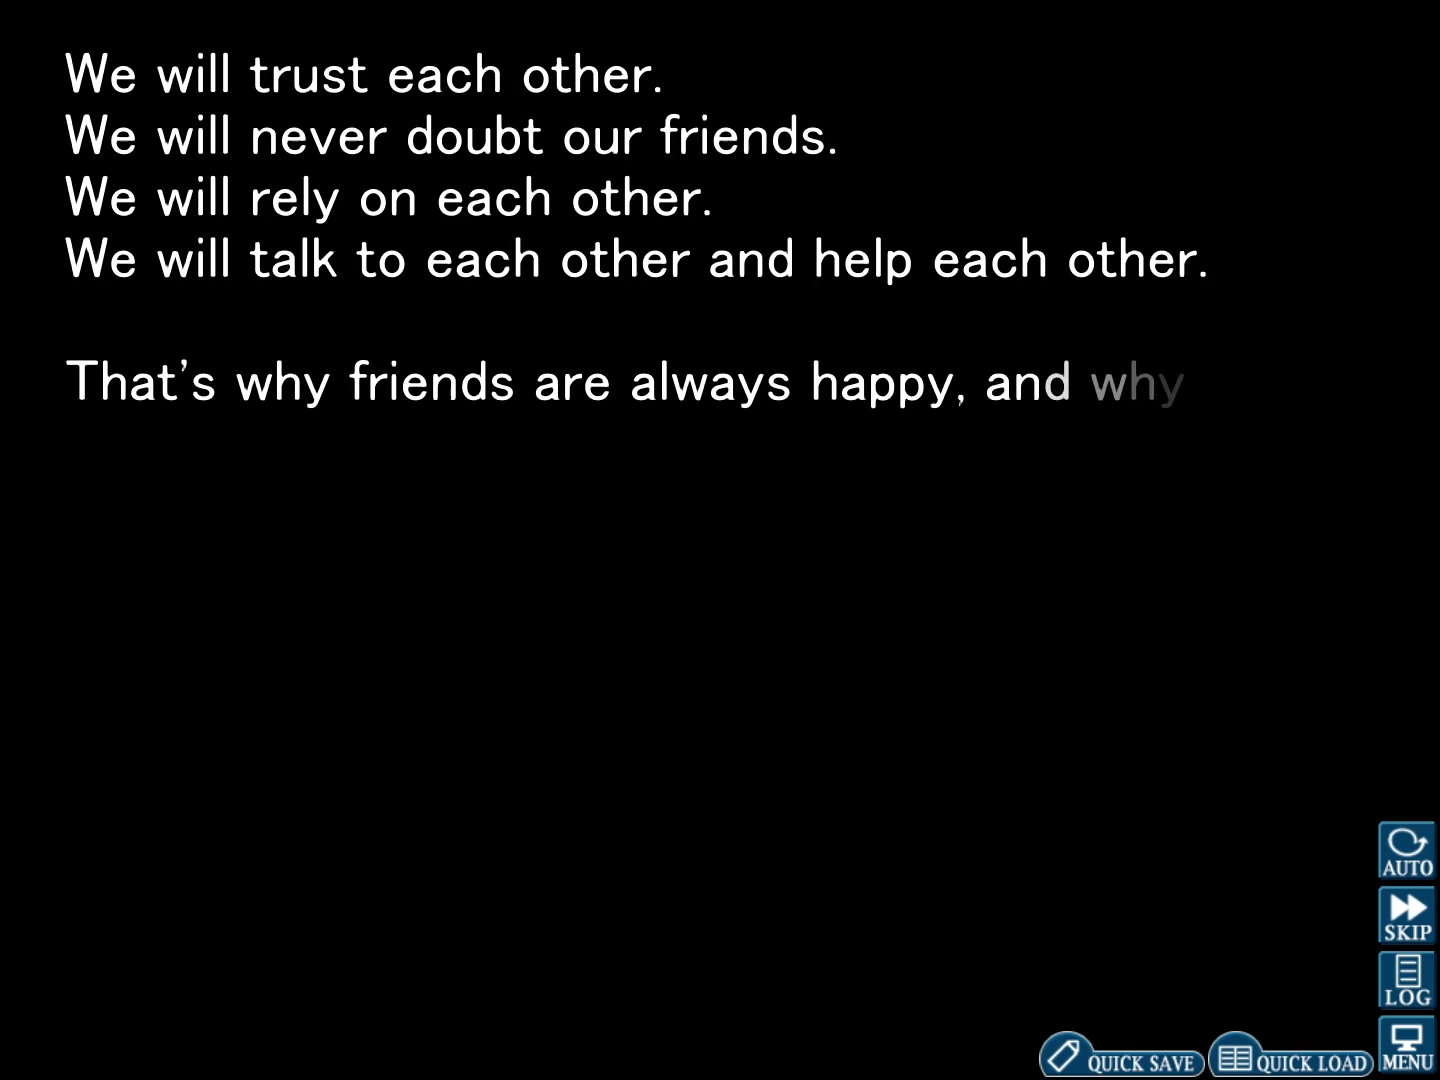 We will trust each other.
We will never doubt our friends.
We will rely on each other.
We will talk to each other and help each other.
That's why friends are always happy, and why
AUTO
SKIP
LOG
MENU
QUICK SAVE
QUICK LOAD